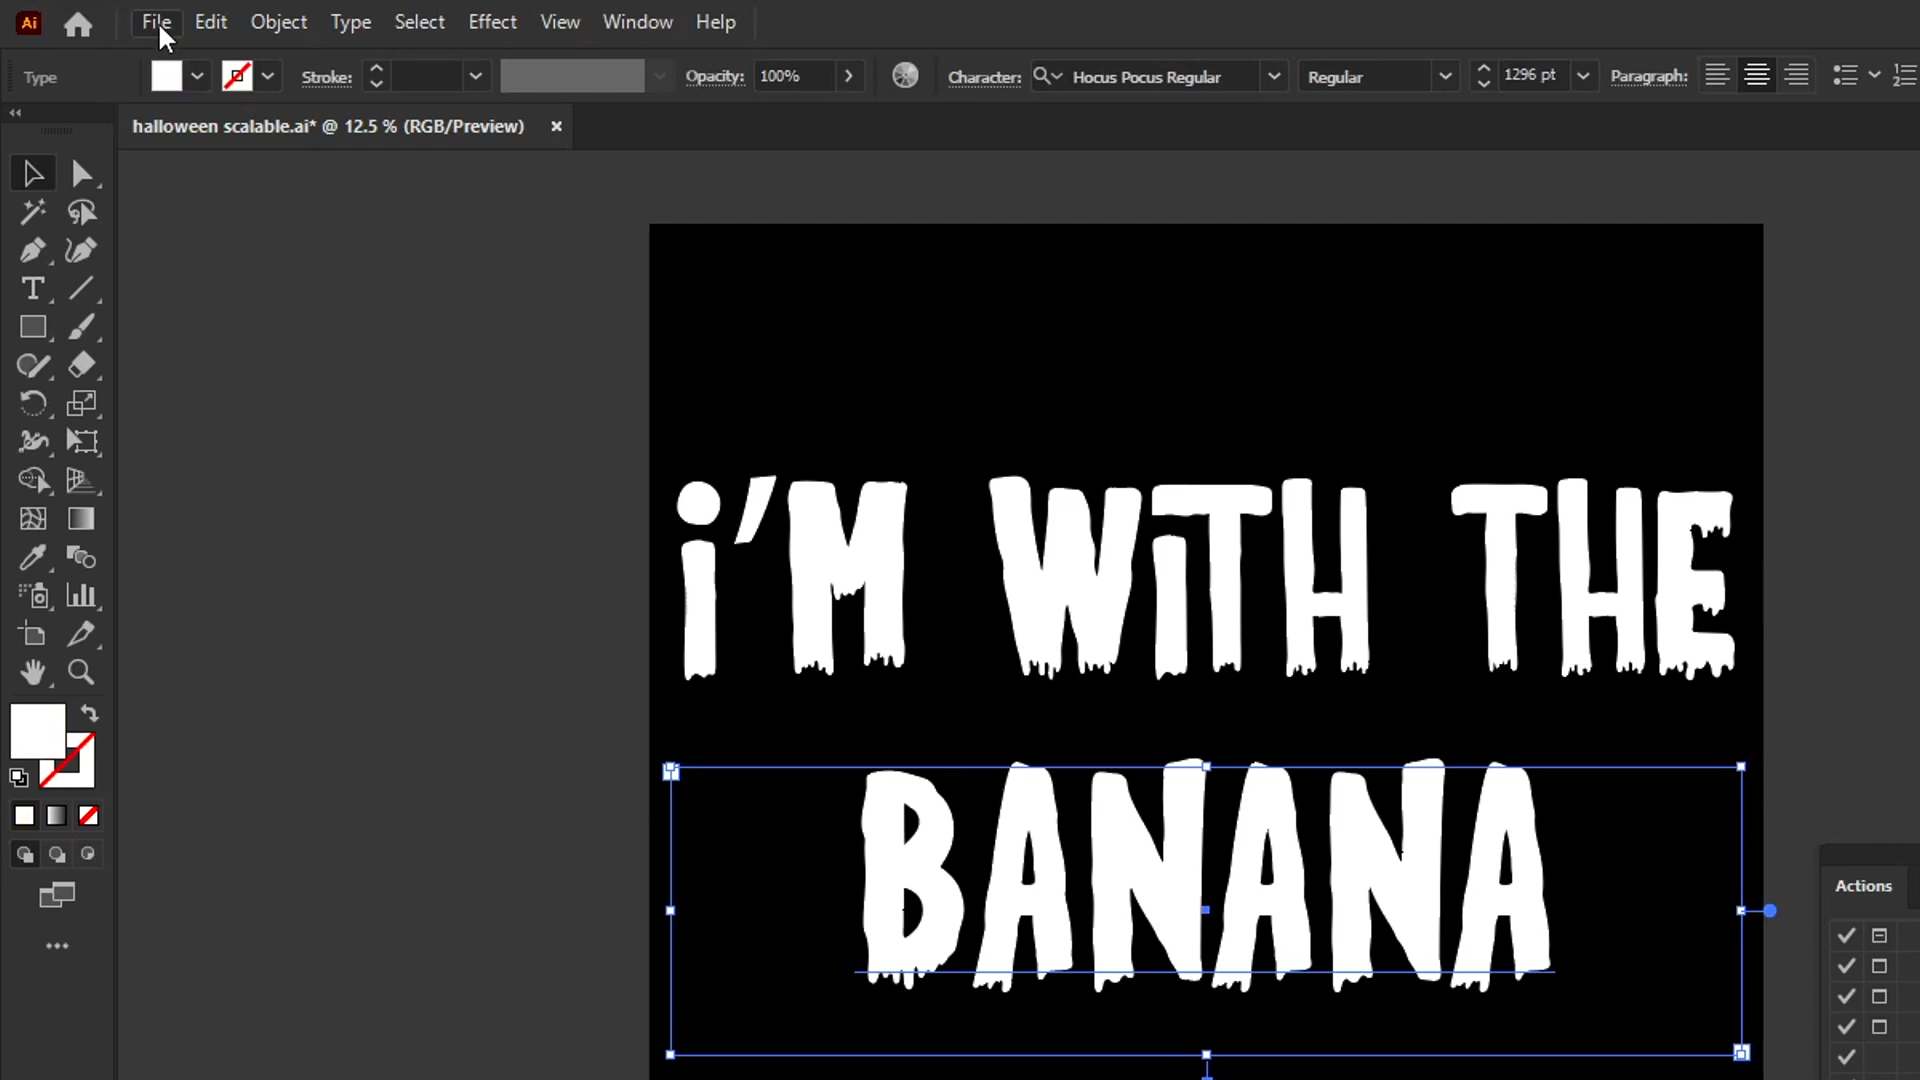 Ai File Edit Object Type Select Effect View Window Help
Type Stroke: Opacity: 100% Character: Hocus Pocus Regular Regular 1296 pt Paragraph:
halloween scalable.ai* @ 12.5 % (RGB/Preview) ×
i'M WiTH THE
BANANA
Actions